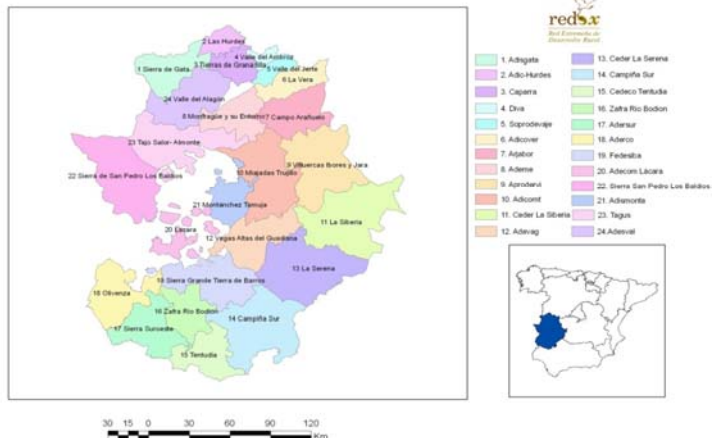 redεx
Red Extremeña de
Desarrollo Rural
2 Las Hurdes
4 Valle del Ambroz
3 Tierras de Granadilla
1 Sierra de Gata
5 Valle del Jerte
6 La Vera
24 Valle del Alagón
8 Monfragüe y su Entorno
7 Campo Arañuelo
23 Tajo Salor- Almonte
9 Villuercas Ibores y Jara
10 Miajadas Trujillo
22 Sierra de San Pedro Los Baldíos
21 Montanchez Tamuja
20 Lácara
11 La Siberia
12 Vegas Altas del Guadiana
13 La Serena
18 Olivenza
19 Sierra Grande Tierra de Barros
16 Zafra Río Bodion
14 Campiña Sur
17 Sierra Suroeste
15 Tentudia
1. Adisgata
2. Adic-Hurdes
3. Caparra
4. Diva
5. Soprodevaje
6. Adicover
7. Arjabor
8. Ademe
9. Aprodervi
10. Adicomt
11. Ceder La Siberia
12. Adevag
13. Ceder La Serena
14. Campiña Sur
15. Cedeco Tentudia
16. Zafra Rio Bodion
17. Adersur
18. Aderco
19. Fedesiba
20. Adecom Lácara
22. Sierra San Pedro Los Baldios
21. Adismonta
23. Tagus
24. Adesval
30 15 0 30 60 90 120
Km